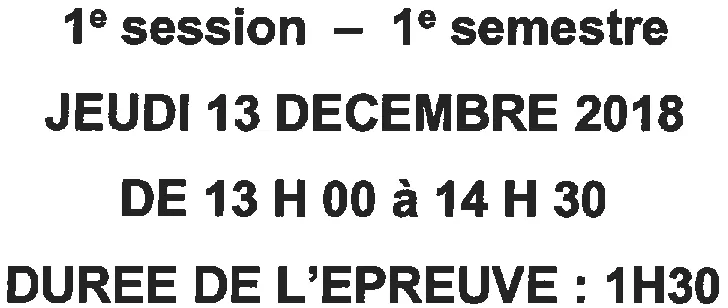 1e session – 1e semestre
JEUDI 13 DECEMBRE 2018
DE 13 H 00 à 14 H 30
DUREE DE L'EPREUVE : 1H30